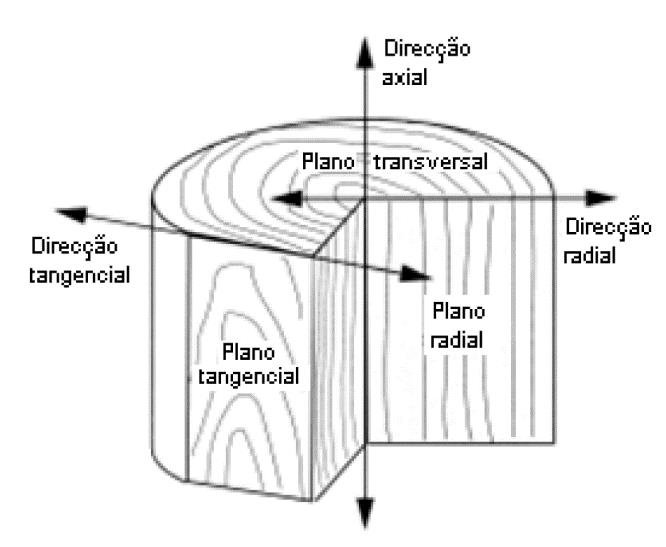 Direcção
axial
Plano transversal
Direcção
tangencial
Direcção
radial
Plano
radial
Plano
tangencial